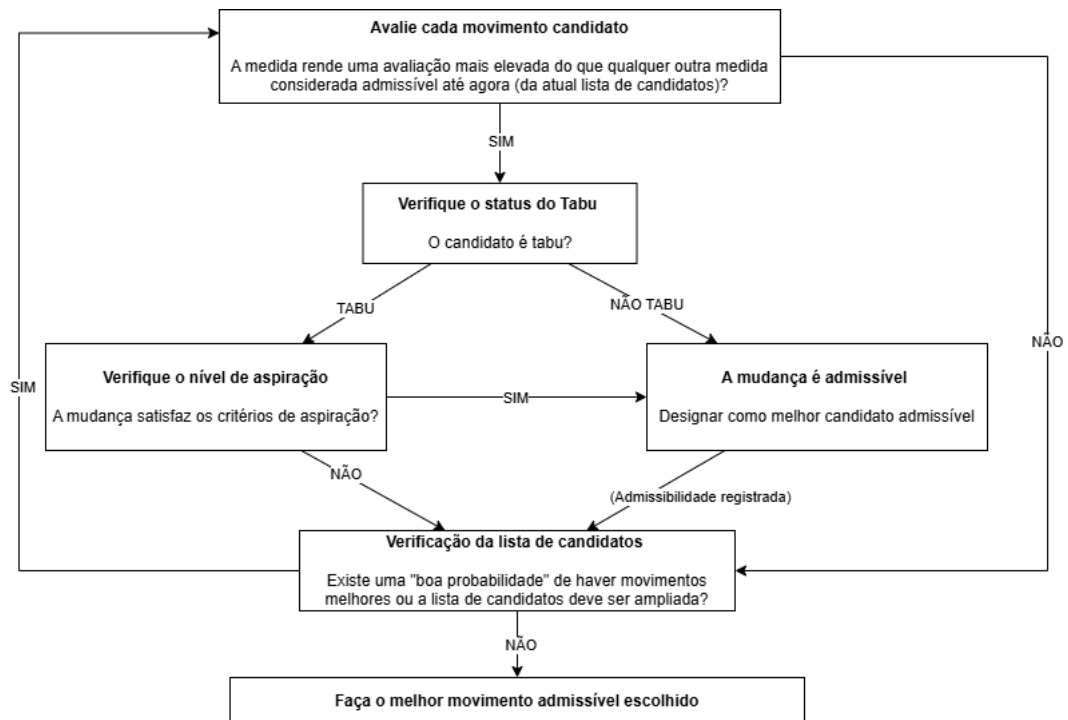 Avalie cada movimento candidato
A medida rende uma avaliação mais elevada do que qualquer outra medida
considerada admissível até agora (da atual lista de candidatos)?
SIM
Verifique o status do Tabu
O candidato é tabu?
TABU
NÃO TABU
NÃO
Verifique o nível de aspiração
A mudança satisfaz os critérios de aspiração?
SIM
A mudança é admissível
Designar como melhor candidato admissível
SIM
NÃO
(Admissibilidade registrada)
Verificação da lista de candidatos
Existe uma "boa probabilidade" de haver movimentos
melhores ou a lista de candidatos deve ser ampliada?
NÃO
Faça o melhor movimento admissível escolhido